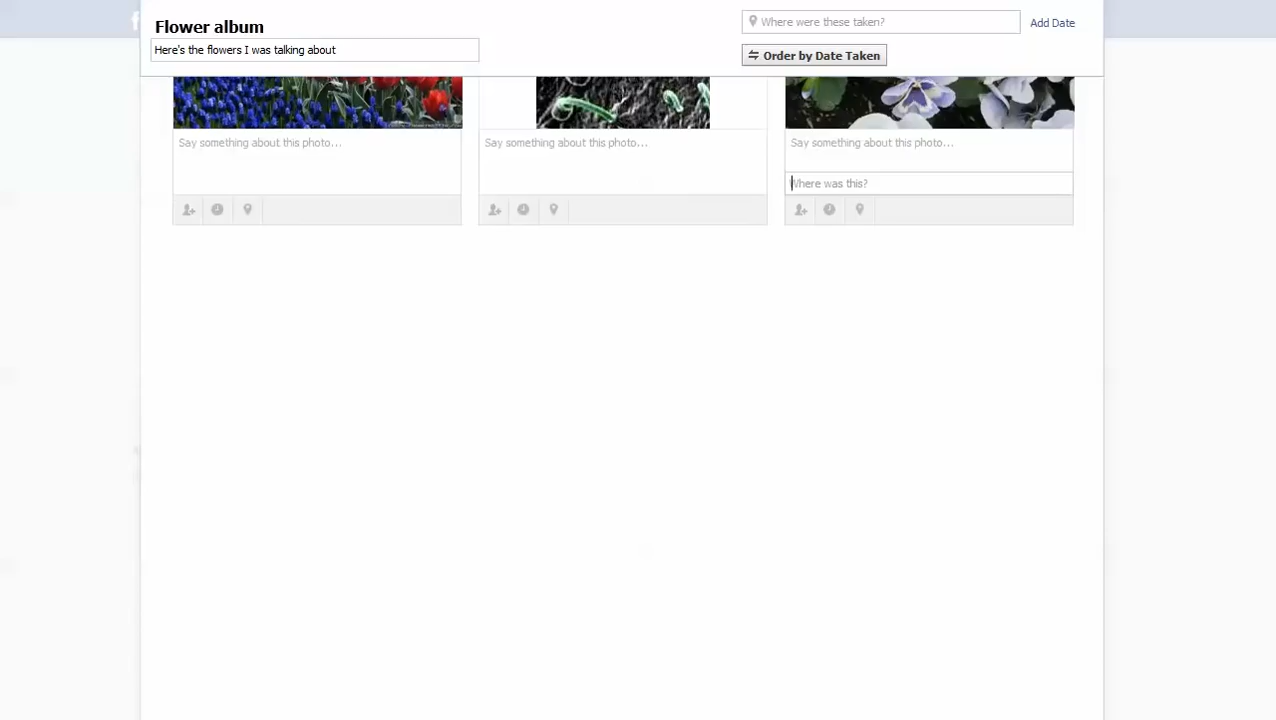 Flower album
Here's the flowers I was talking about
Where were these taken?
Add Date
Order by Date Taken
Say something about this photo...
Say something about this photo...
Say something about this photo...
Where was this?